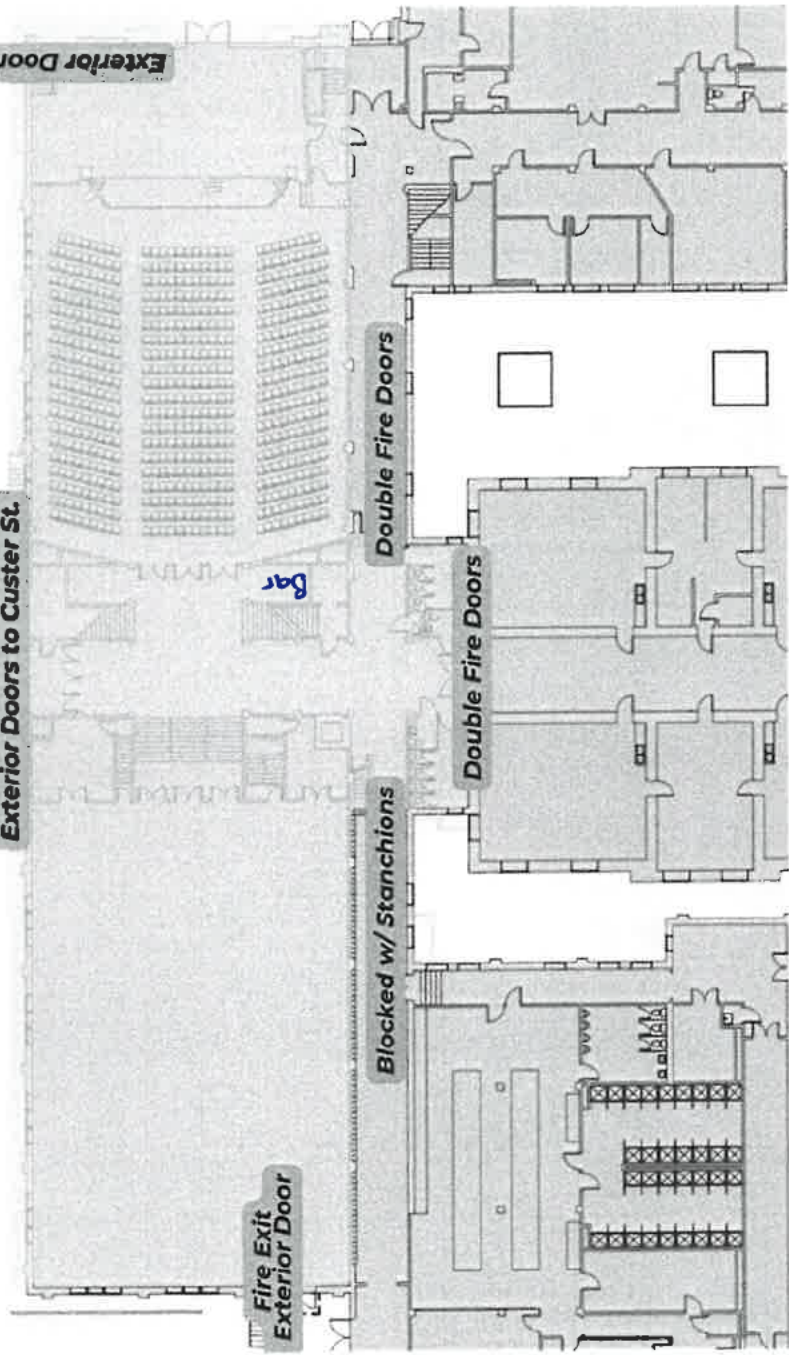 Exterior Door
Exterior Doors to Custer St.
Bar
Double Fire Doors
Double Fire Doors
Blocked w/ Stanchions
Fire Exit
Exterior Door